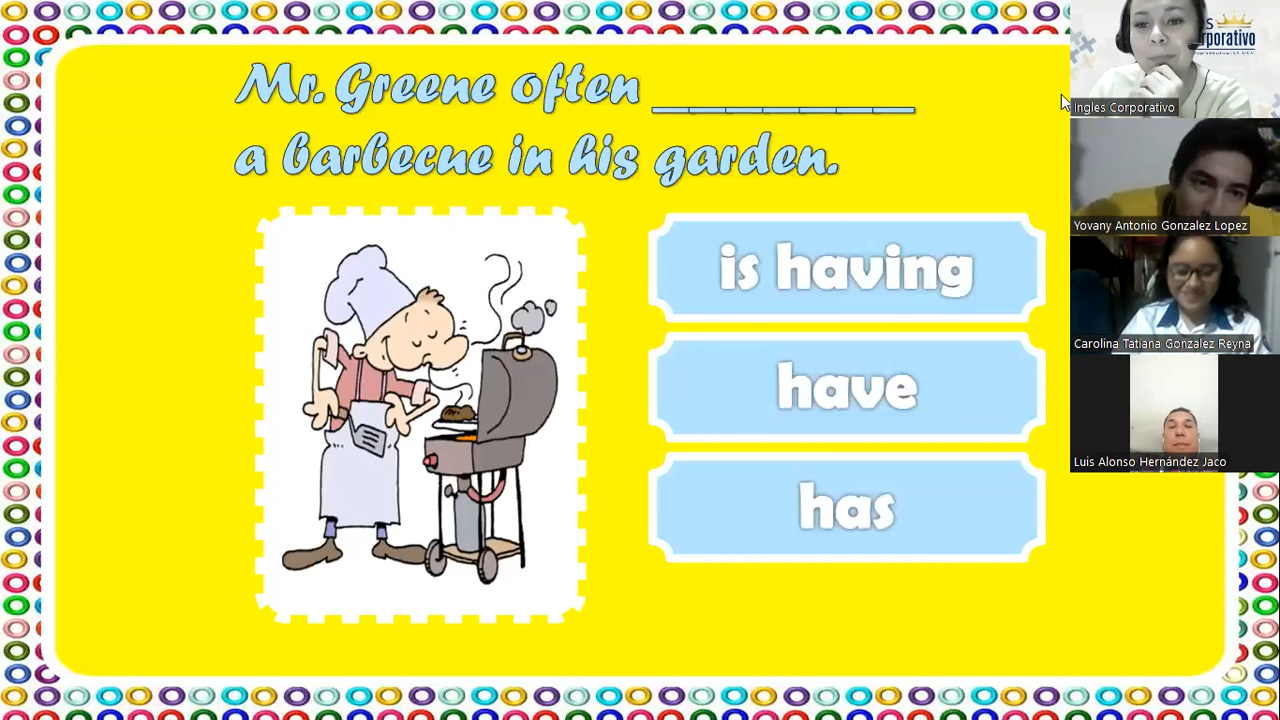 Mr. Greene often _______
a barbecue in his garden.
is having
have
has
Ingles Corporativo
Yovany Antonio Gonzalez Lopez
Carolina Tatiana Gonzalez Reyna
Luis Alonso Hernández Jaco